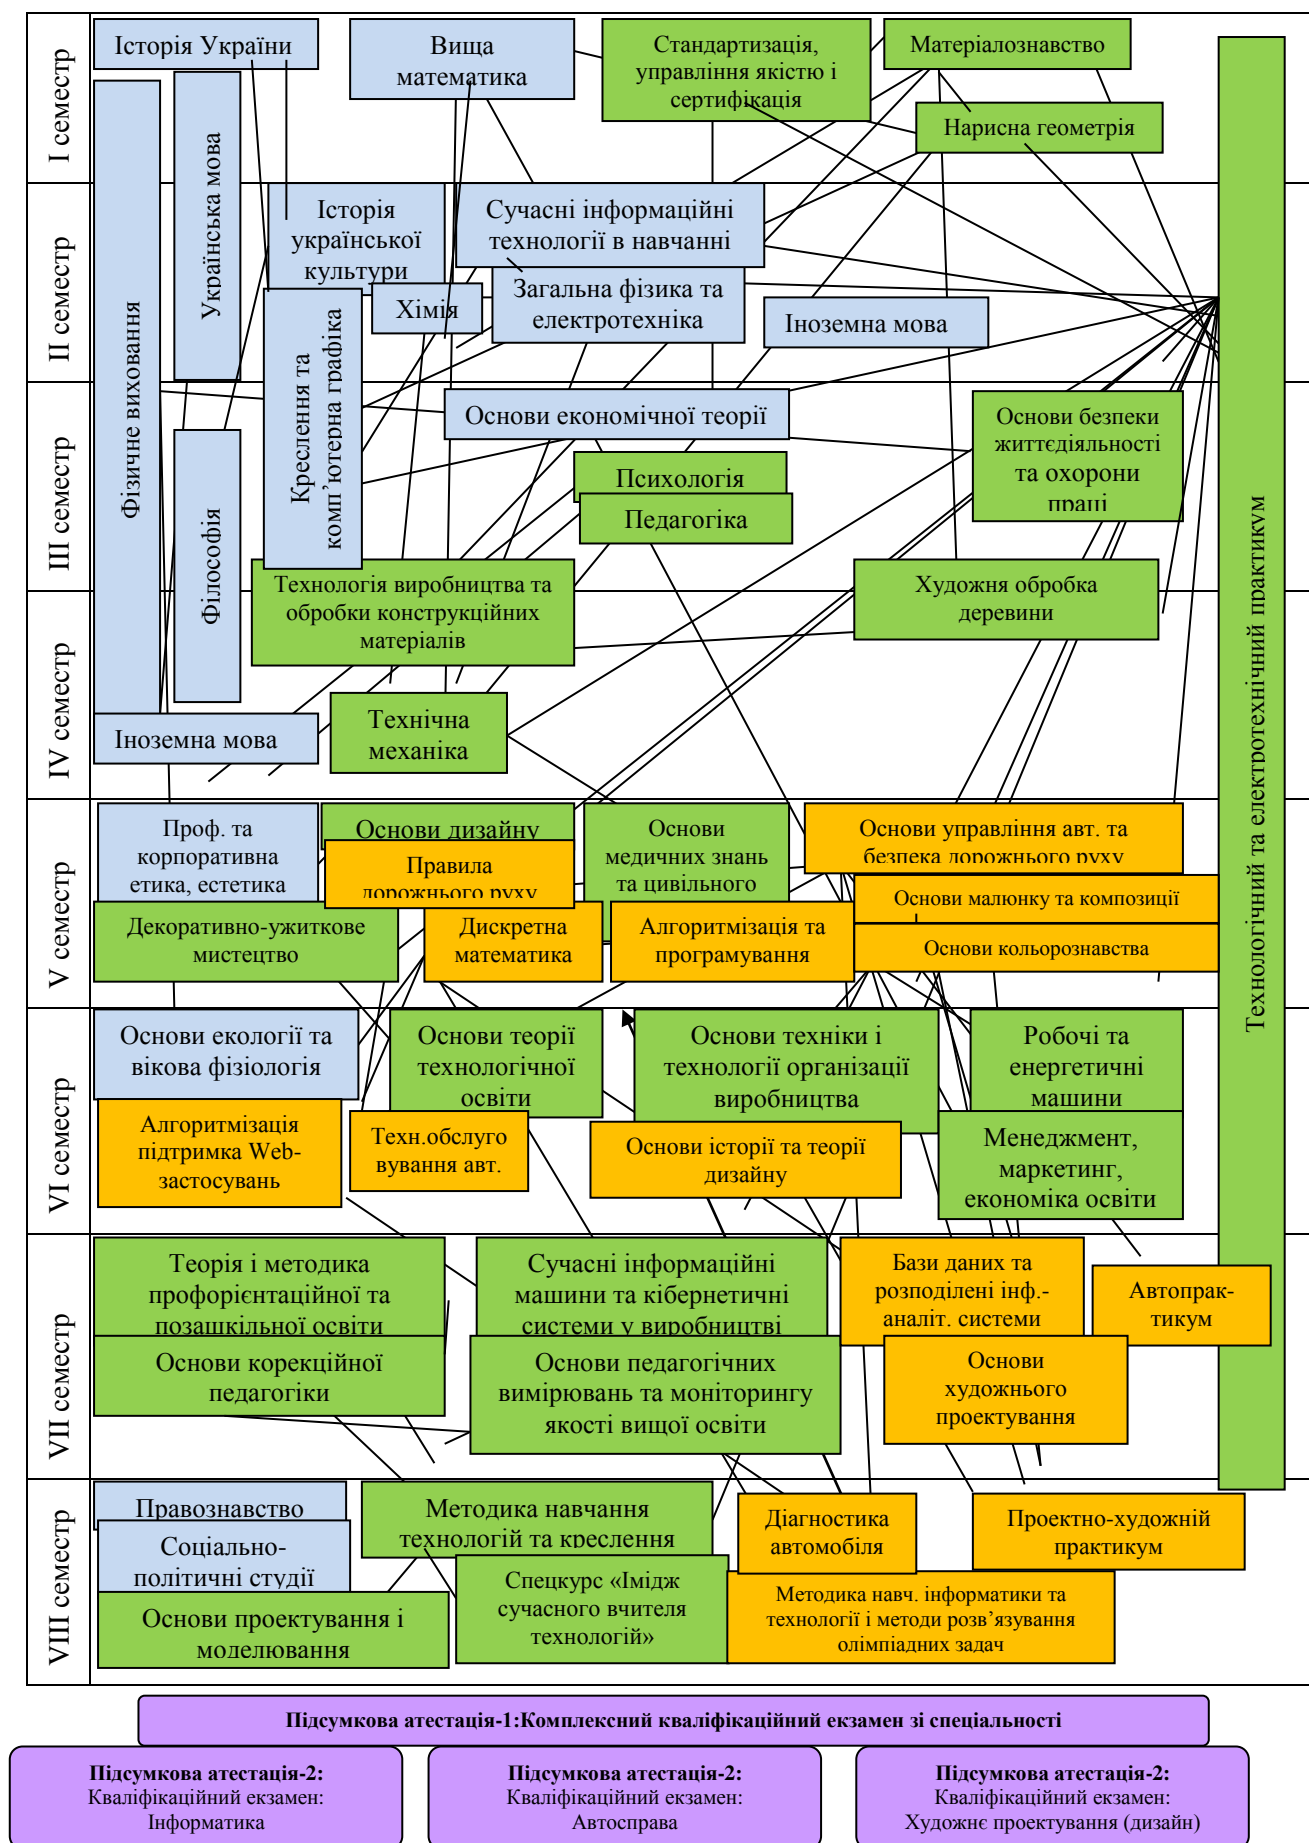 І семестр
Історія України
Вища
математика
Стандартизація,
управління якістю і
сертифікація
Матеріалознавство
Нарисна геометрія
Фізичне виховання
Українська мова
ІІ семестр
Історія
української
культури
Сучасні інформаційні
технології в навчанні
Загальна фізика та
електротехніка
Хімія
Іноземна мова
Креслення та
комп’ютерна графіка
Технологічний та електротехнічний практикум
ІІІ семестр
Основи економічної теорії
Основи безпеки
життєдіяльності
та охорони
праці
Психологія
Педагогіка
Філософія
Технологія виробництва та
обробки конструкційних
матеріалів
Художня обробка
деревини
IV семестр
Іноземна мова
Технічна
механіка
V семестр
Проф. та
корпоративна
етика, естетика
Основи дизайну
Правила
дорожнього руху
Основи
медичних знань
та цивільного
Основи управління авт. та
безпека дорожнього руху
Основи малюнку та композиції
Декоративно-ужиткове
мистецтво
Дискретна
математика
Алгоритмізація та
програмування
Основи кольорознавства
VI семестр
Основи екології та
вікова фізіологія
Основи теорії
технологічної
освіти
Основи техніки і
технології організації
виробництва
Робочі та
енергетичні
машини
Алгоритмізація
підтримка Web-
застосувань
Техн.обслуго
вування авт.
Основи історії та теорії
дизайну
Менеджмент,
маркетинг,
економіка освіти
VII семестр
Теорія і методика
профорієнтаційної та
позашкільної освіти
Сучасні інформаційні
машини та кібернетичні
системи у виробництві
Бази даних та
розподілені інф.-
аналіт. системи
Автопрак-
тикум
Основи корекційної
педагогіки
Основи педагогічних
вимірювань та моніторингу
якості вищої освіти
Основи
художнього
проектування
VIII семестр
Правознавство
Соціально-
політичні студії
Основи проектування і
моделювання
Методика навчання
технологій та креслення
Спецкурс «Імідж
сучасного вчителя
технологій»
Діагностика
автомобіля
Проектно-художній
практикум
Методика навч. інформатики та
технології і методи розв’язування
олімпіадних задач
Підсумкова атестація-1:Комплексний кваліфікаційний екзамен зі спеціальності
Підсумкова атестація-2:
Кваліфікаційний екзамен:
Інформатика
Підсумкова атестація-2:
Кваліфікаційний екзамен:
Автосправа
Підсумкова атестація-2:
Кваліфікаційний екзамен:
Художнє проектування (дизайн)